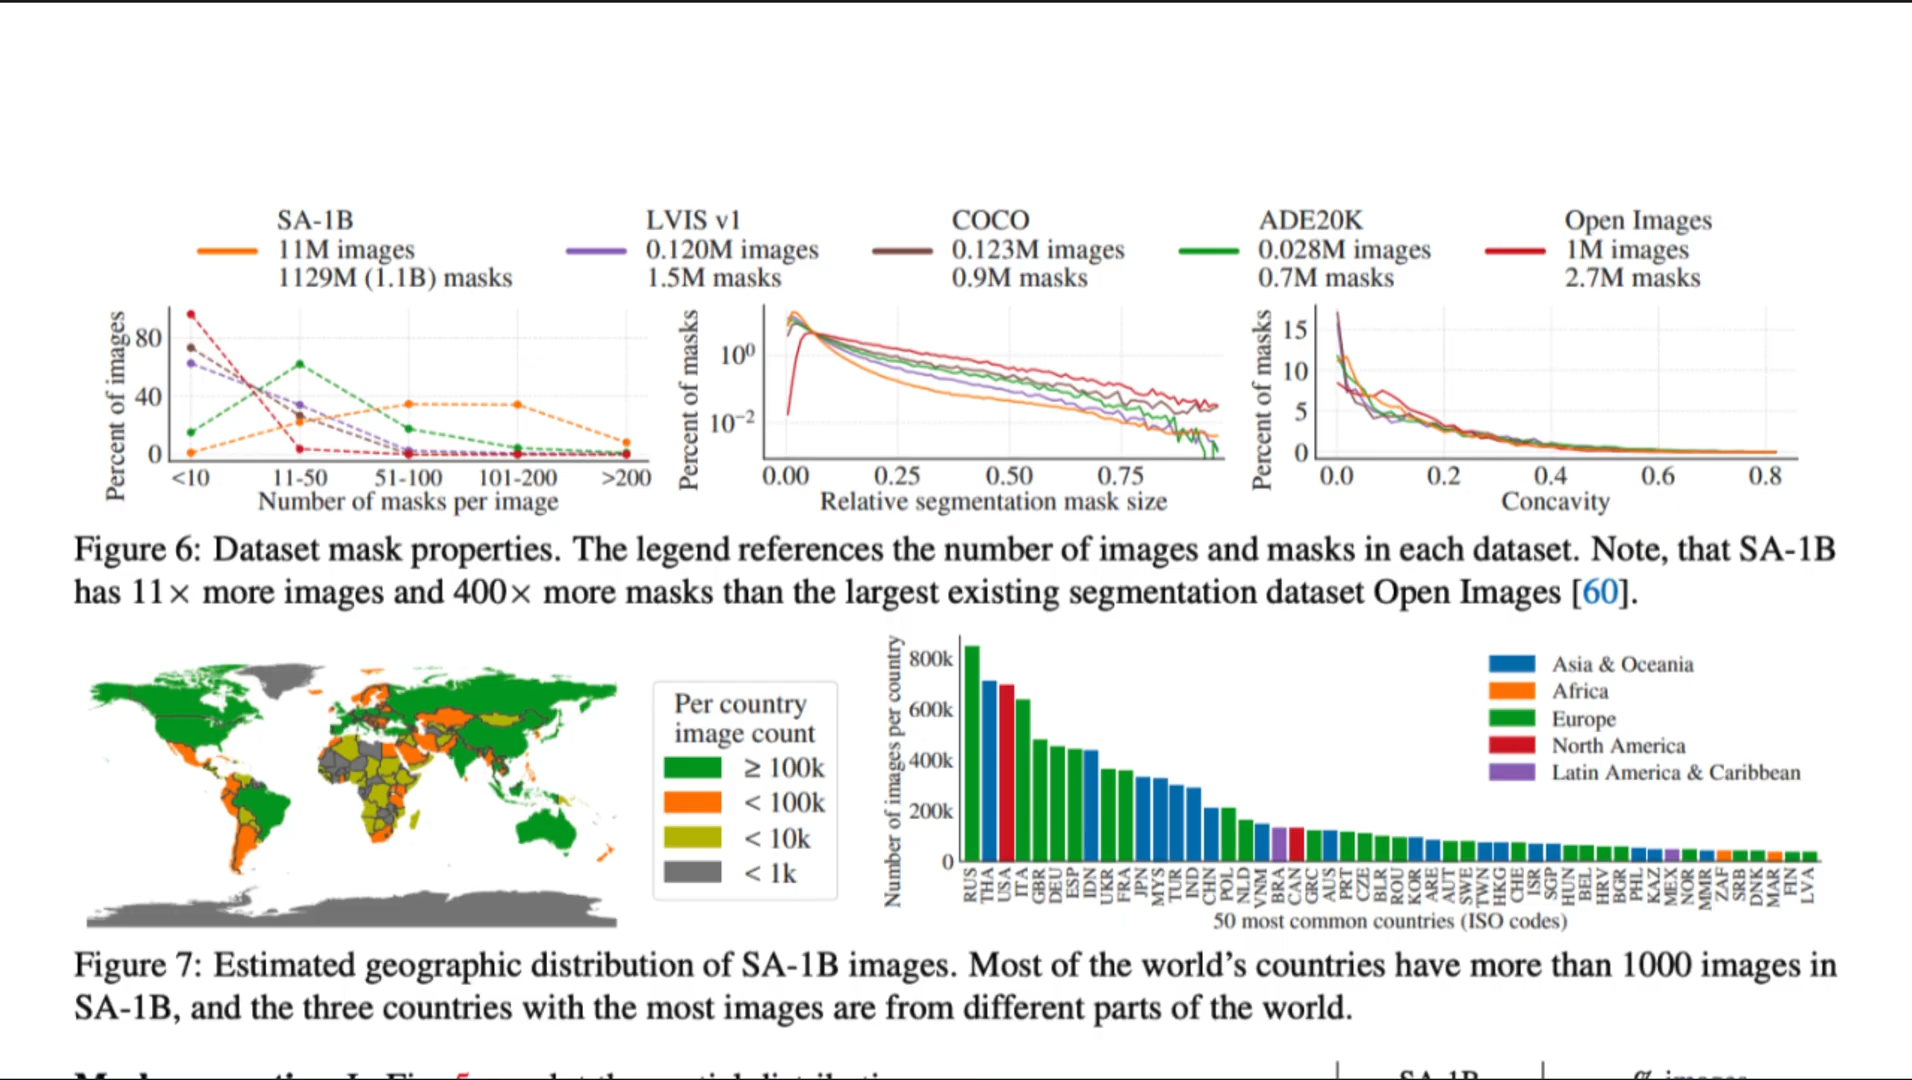 SA-1B
11M images
1129M (1.1B) masks
LVIS v1
0.120M images
1.5M masks
COCO
0.123M images
0.9M masks
ADE20K
0.028M images
0.7M masks
Open Images
1M images
2.7M masks
Percent of images
80
40
0
<10 11-50 51-100 101-200 >200
Number of masks per image
Percent of masks
10⁰
10⁻²
0.00 0.25 0.50 0.75
Relative segmentation mask size
Percent of masks
15
10
5
0
0.0 0.2 0.4 0.6 0.8
Concavity
Figure 6: Dataset mask properties. The legend references the number of images and masks in each dataset. Note, that SA-1B
has 11× more images and 400× more masks than the largest existing segmentation dataset Open Images [60].
Per country
image count
≥ 100k
< 100k
< 10k
< 1k
Number of images per country
800k
600k
400k
200k
0
RUS THA USA ITA GBR DEU ESP IDN UKR FRA JPN MYS TUR IND CHN POL NLD VNM BRA CAN GRC AUS PRT CZE BLR ROU KOR ARE AUT SWE TWN HKG CHE ISR SGP HUN BEL HRV BGR PHL KAZ MEX NOR MMR ZAF SRB DNK MAR FIN LVA
50 most common countries (ISO codes)
Asia & Oceania
Africa
Europe
North America
Latin America & Caribbean
Figure 7: Estimated geographic distribution of SA-1B images. Most of the world's countries have more than 1000 images in
SA-1B, and the three countries with the most images are from different parts of the world.
SA-1B % images